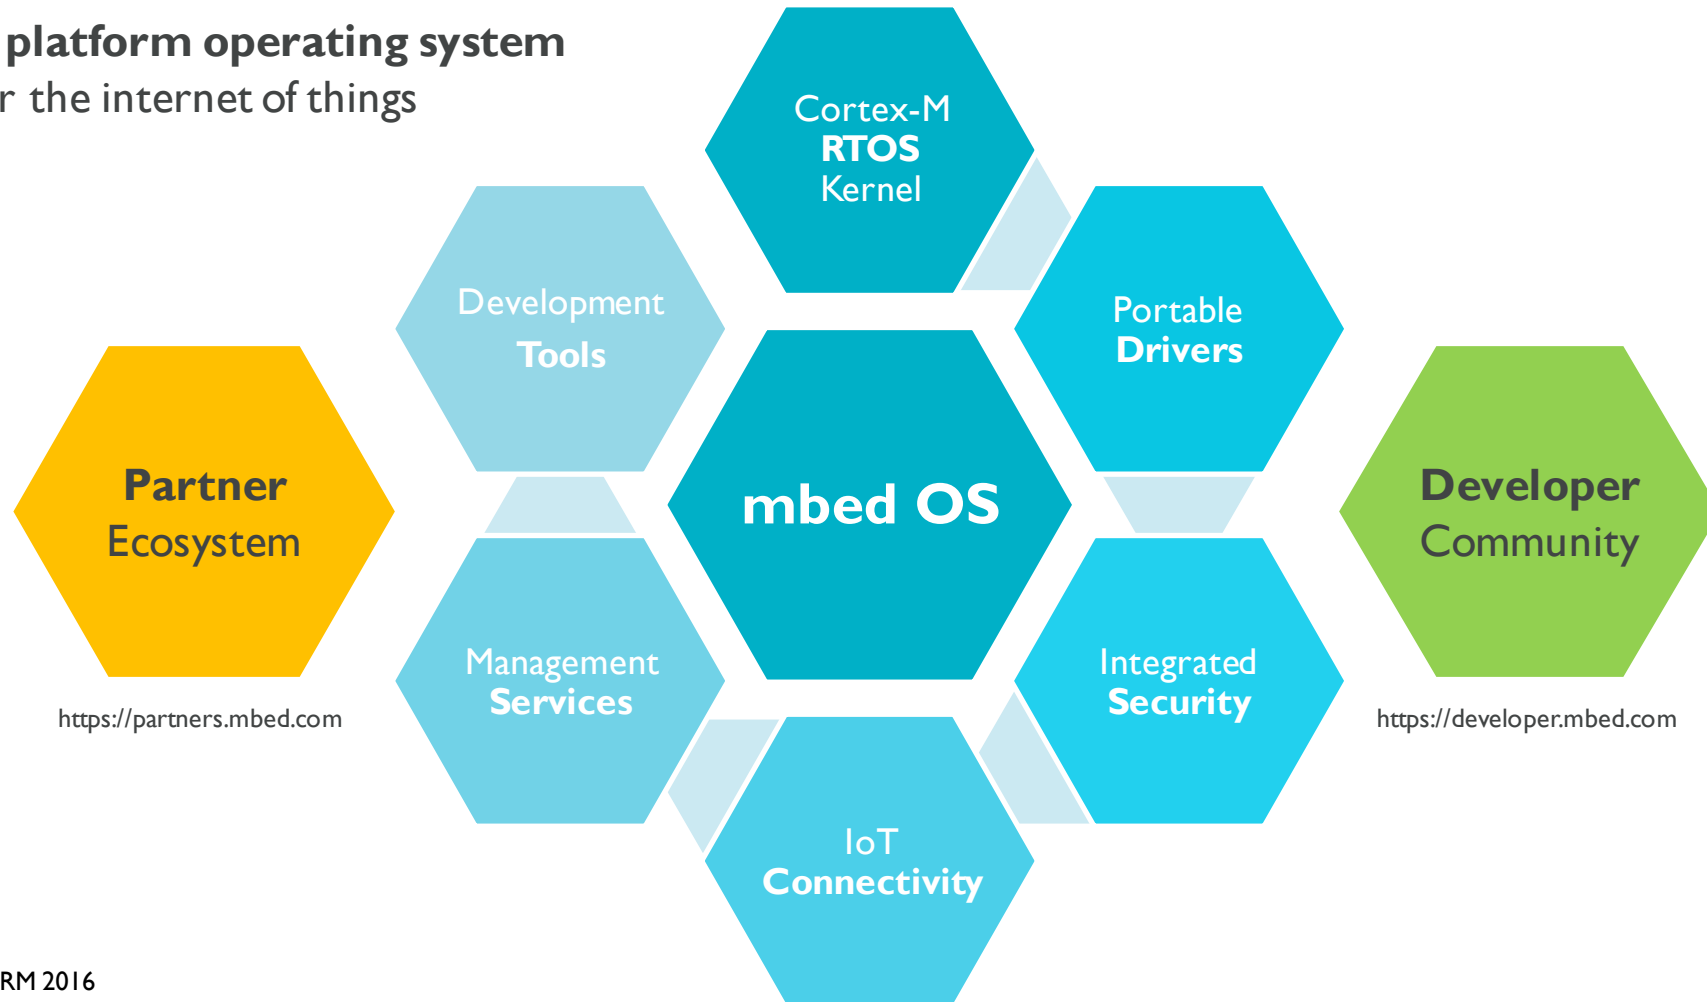 platform operating system
r the internet of things
Cortex-M
RTOS
Kernel
Development
Tools
Portable
Drivers
Partner
Ecosystem
mbed OS
Developer
Community
Management
Services
Integrated
Security
https://partners.mbed.com
https://developer.mbed.com
IoT
Connectivity
RM 2016